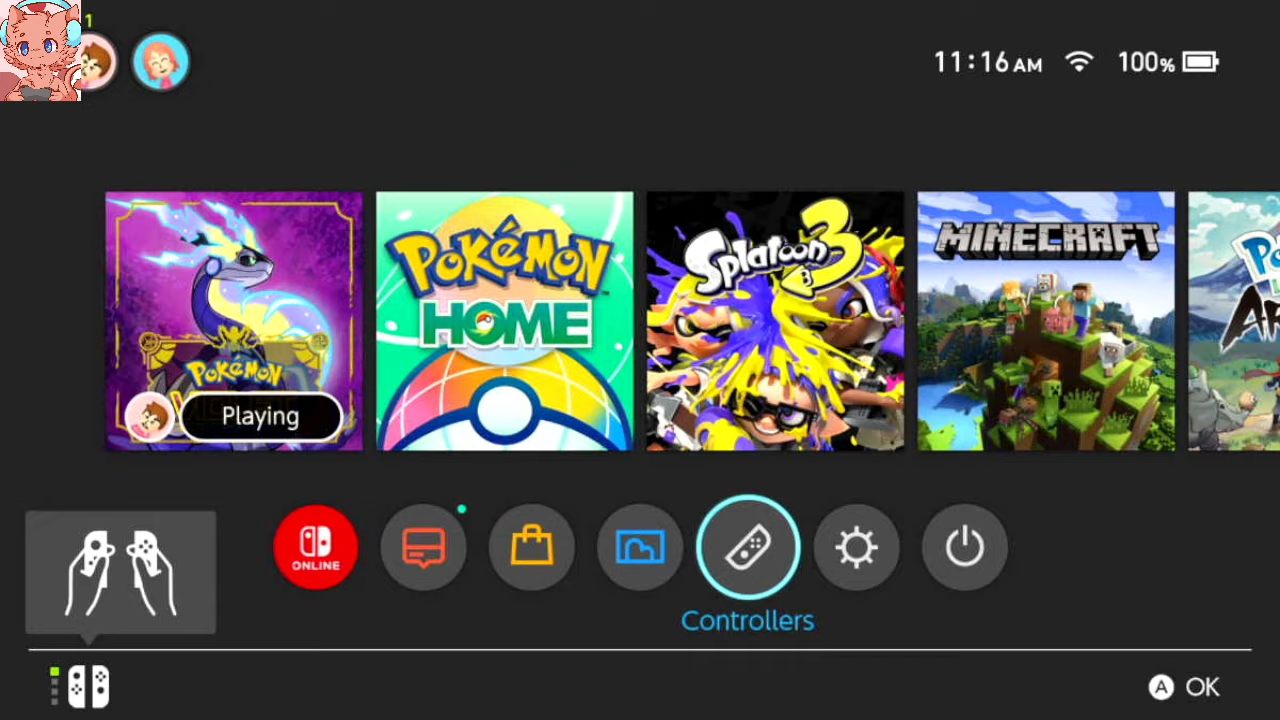 1
11:16 AM
100%
POKéMON
Playing
POKéMON
HOME
Splatoon 3
MINECRAFT
ONLINE
Controllers
A OK